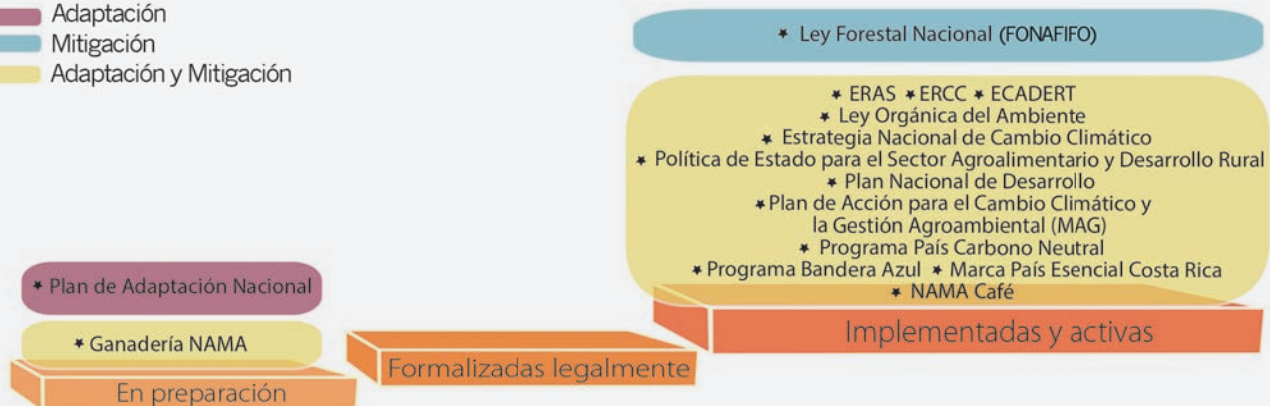 Adaptación
Mitigación
Adaptación y Mitigación
★ Ley Forestal Nacional (FONAFIFO)
★ ERAS ★ ERCC ★ ECADERT
★ Ley Orgánica del Ambiente
★ Estrategia Nacional de Cambio Climático
★ Política de Estado para el Sector Agroalimentario y Desarrollo Rural
★ Plan Nacional de Desarrollo
★ Plan de Acción para el Cambio Climático y
la Gestión Agroambiental (MAG)
★ Programa País Carbono Neutral
★ Programa Bandera Azul ★ Marca País Esencial Costa Rica
★ NAMA Café
Implementadas y activas
★ Plan de Adaptación Nacional
★ Ganadería NAMA
Formalizadas legalmente
En preparación